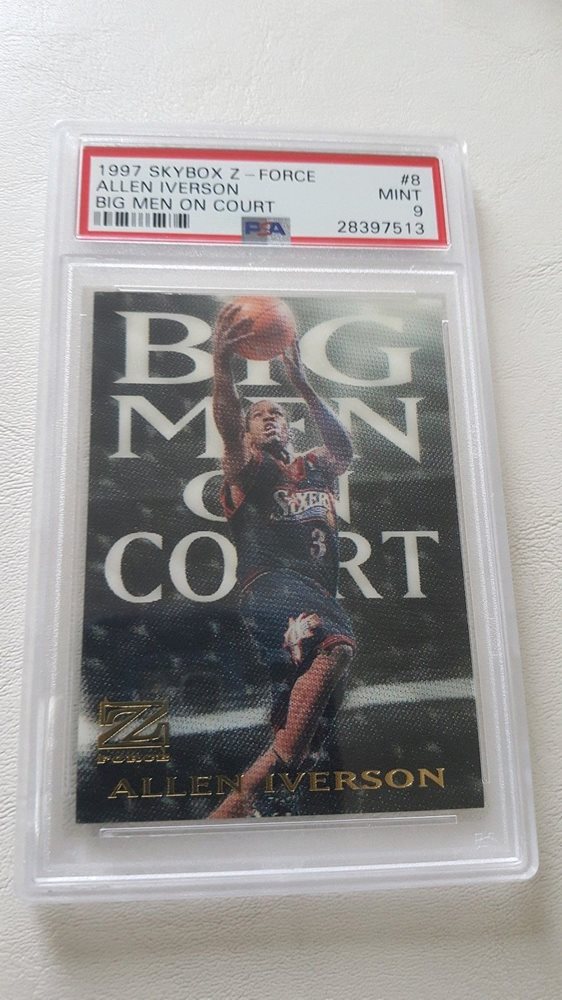 1997 SKYBOX Z-FORCE #8
ALLEN IVERSON MINT
BIG MEN ON COURT 9
PSA 28397513
BIG
MEN
ON
COURT
SIXERS
3
Z
FORCE
ALLEN IVERSON